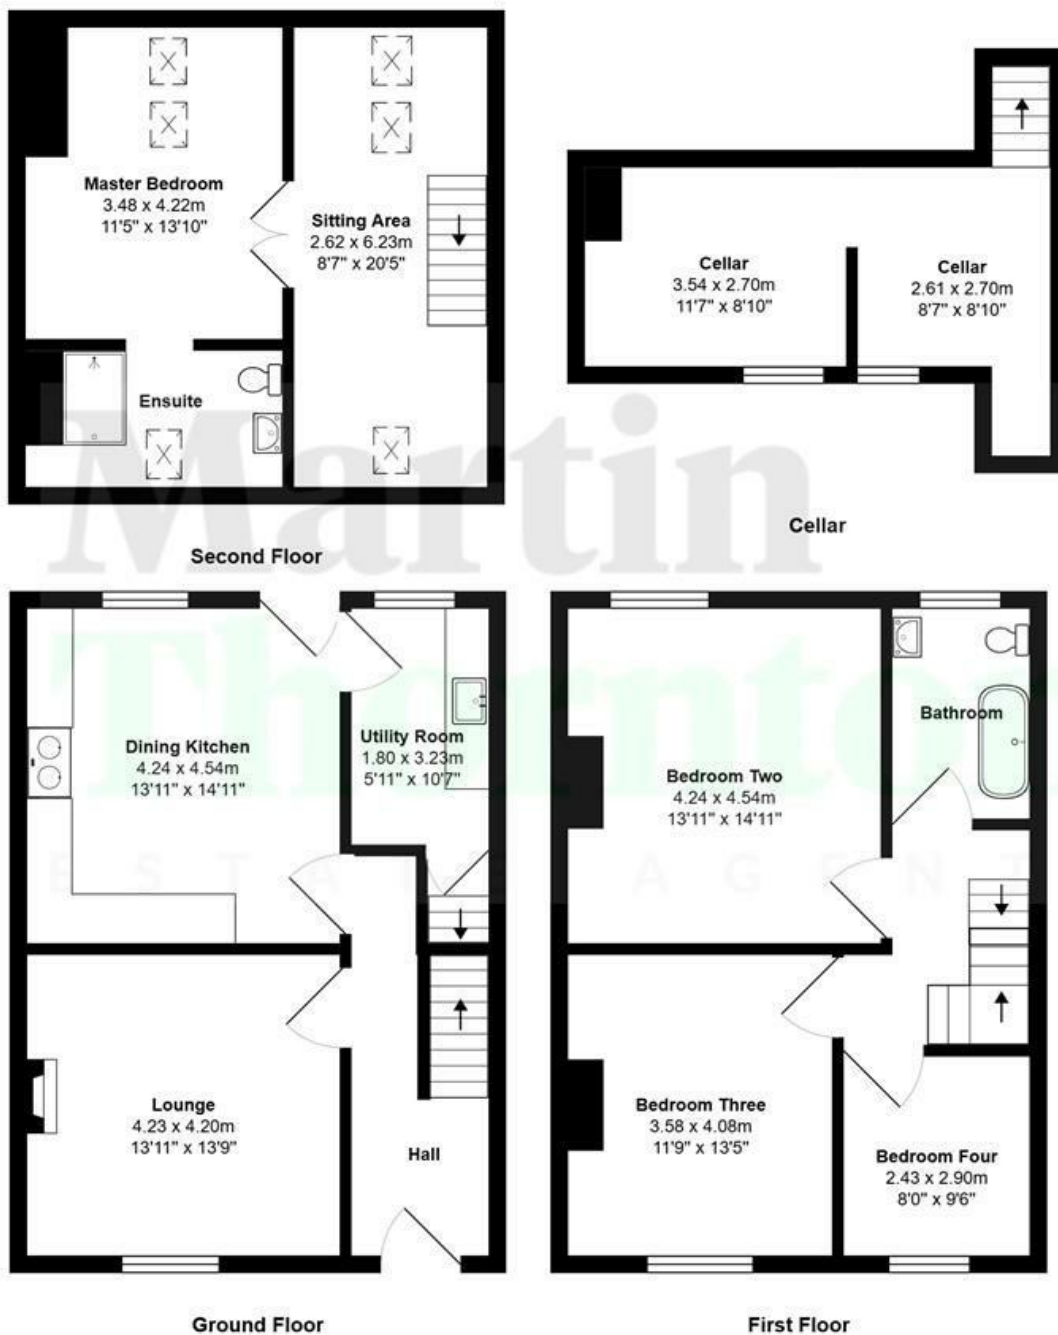 Master Bedroom
3.48 x 4.22m
11'5" x 13'10"
Sitting Area
2.62 x 6.23m
8'7" x 20'5"
Ensuite
Second Floor
Cellar
3.54 x 2.70m
11'7" x 8'10"
Cellar
2.61 x 2.70m
8'7" x 8'10"
Cellar
Martin
Thornton
ESTATE AGENT
Dining Kitchen
4.24 x 4.54m
13'11" x 14'11"
Utility Room
1.80 x 3.23m
5'11" x 10'7"
Lounge
4.23 x 4.20m
13'11" x 13'9"
Hall
Ground Floor
Bedroom Two
4.24 x 4.54m
13'11" x 14'11"
Bathroom
Bedroom Three
3.58 x 4.08m
11'9" x 13'5"
Bedroom Four
2.43 x 2.90m
8'0" x 9'6"
First Floor